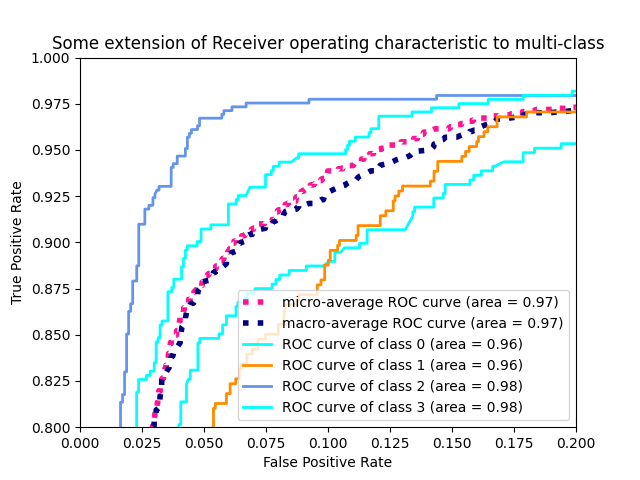 Some extension of Receiver operating characteristic to multi-class
True Positive Rate
1.000
0.975
0.950
0.925
0.900
0.875
0.850
0.825
0.800
micro-average ROC curve (area = 0.97)
macro-average ROC curve (area = 0.97)
ROC curve of class 0 (area = 0.96)
ROC curve of class 1 (area = 0.96)
ROC curve of class 2 (area = 0.98)
ROC curve of class 3 (area = 0.98)
0.000 0.025 0.050 0.075 0.100 0.125 0.150 0.175 0.200
False Positive Rate